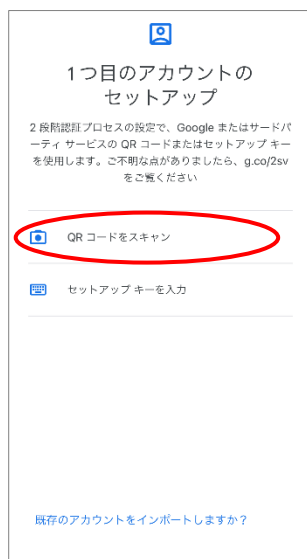 1つ目のアカウントの
セットアップ
2 段階認証プロセスの設定で、Google またはサードパ
ーティ サービスの QR コードまたはセットアップ キー
を使用します。ご不明な点がありましたら、g.co/2sv
をご覧ください
QR コードをスキャン
セットアップ キーを入力
既存のアカウントをインポートしますか？